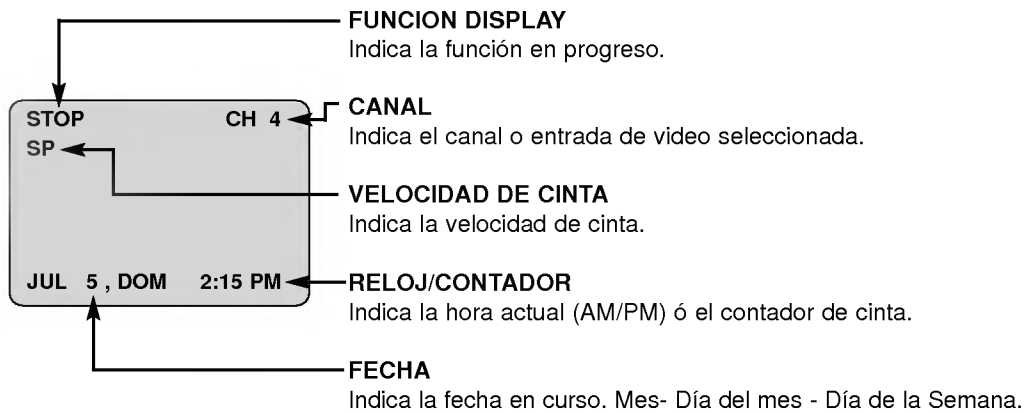 FUNCION DISPLAY
Indica la función en progreso.
STOP CH 4
SP
CANAL
Indica el canal o entrada de video seleccionada.
VELOCIDAD DE CINTA
Indica la velocidad de cinta.
JUL 5 , DOM 2:15 PM
RELOJ/CONTADOR
Indica la hora actual (AM/PM) ó el contador de cinta.
FECHA
Indica la fecha en curso. Mes- Día del mes - Día de la Semana.